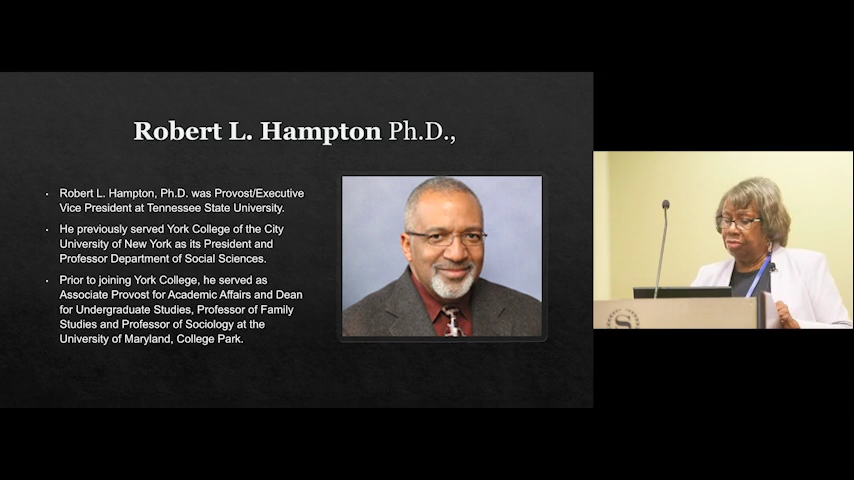 Robert L. Hampton Ph.D.,
• Robert L. Hampton, Ph.D. was Provost/Executive
Vice President at Tennessee State University.
• He previously served York College of the City
University of New York as its President and
Professor Department of Social Sciences.
• Prior to joining York College, he served as
Associate Provost for Academic Affairs and Dean
for Undergraduate Studies, Professor of Family
Studies and Professor of Sociology at the
University of Maryland, College Park.